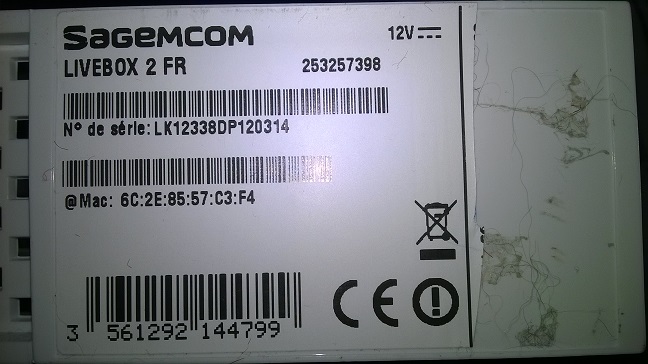 SAGEMCOM
12V
LIVEBOX 2 FR 253257398
Nº de série: LK12338DP120314
@Mac: 6C:2E:85:57:C3:F4
CE
3 561292 144799